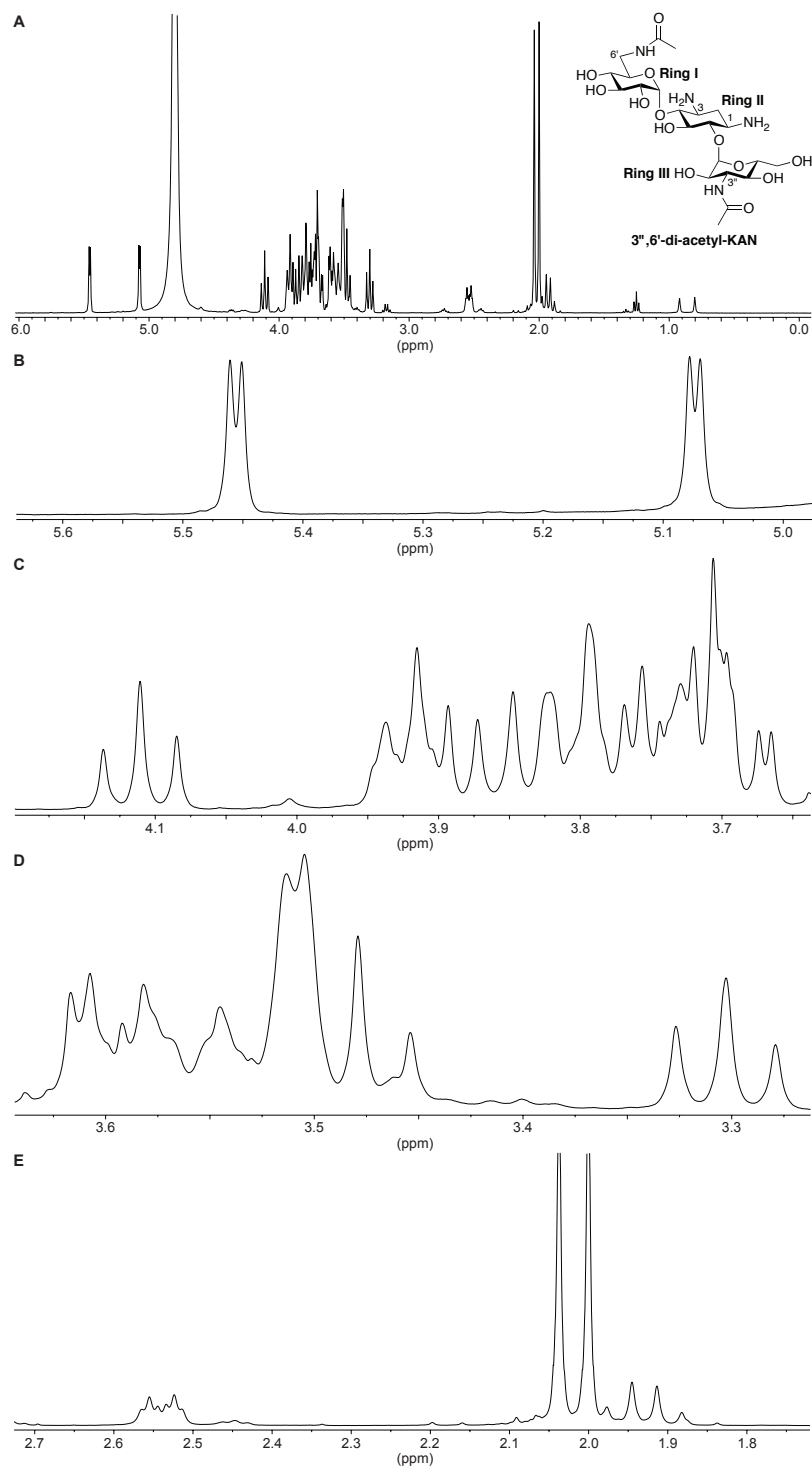 A
O
6'
NH
HO
O
Ring I
HO
HO
H2N
3
Ring II
O
1
NH2
HO
O
O
OH
Ring III
HO
3"
OH
HN
O
3",6'-di-acetyl-KAN
6.0 5.0 4.0 3.0 2.0 1.0 0.0
(ppm)
B
5.6 5.5 5.4 5.3 5.2 5.1 5.0
(ppm)
C
4.1 4.0 3.9 3.8 3.7
(ppm)
D
3.6 3.5 3.4 3.3
(ppm)
E
2.7 2.6 2.5 2.4 2.3 2.2 2.1 2.0 1.9 1.8
(ppm)